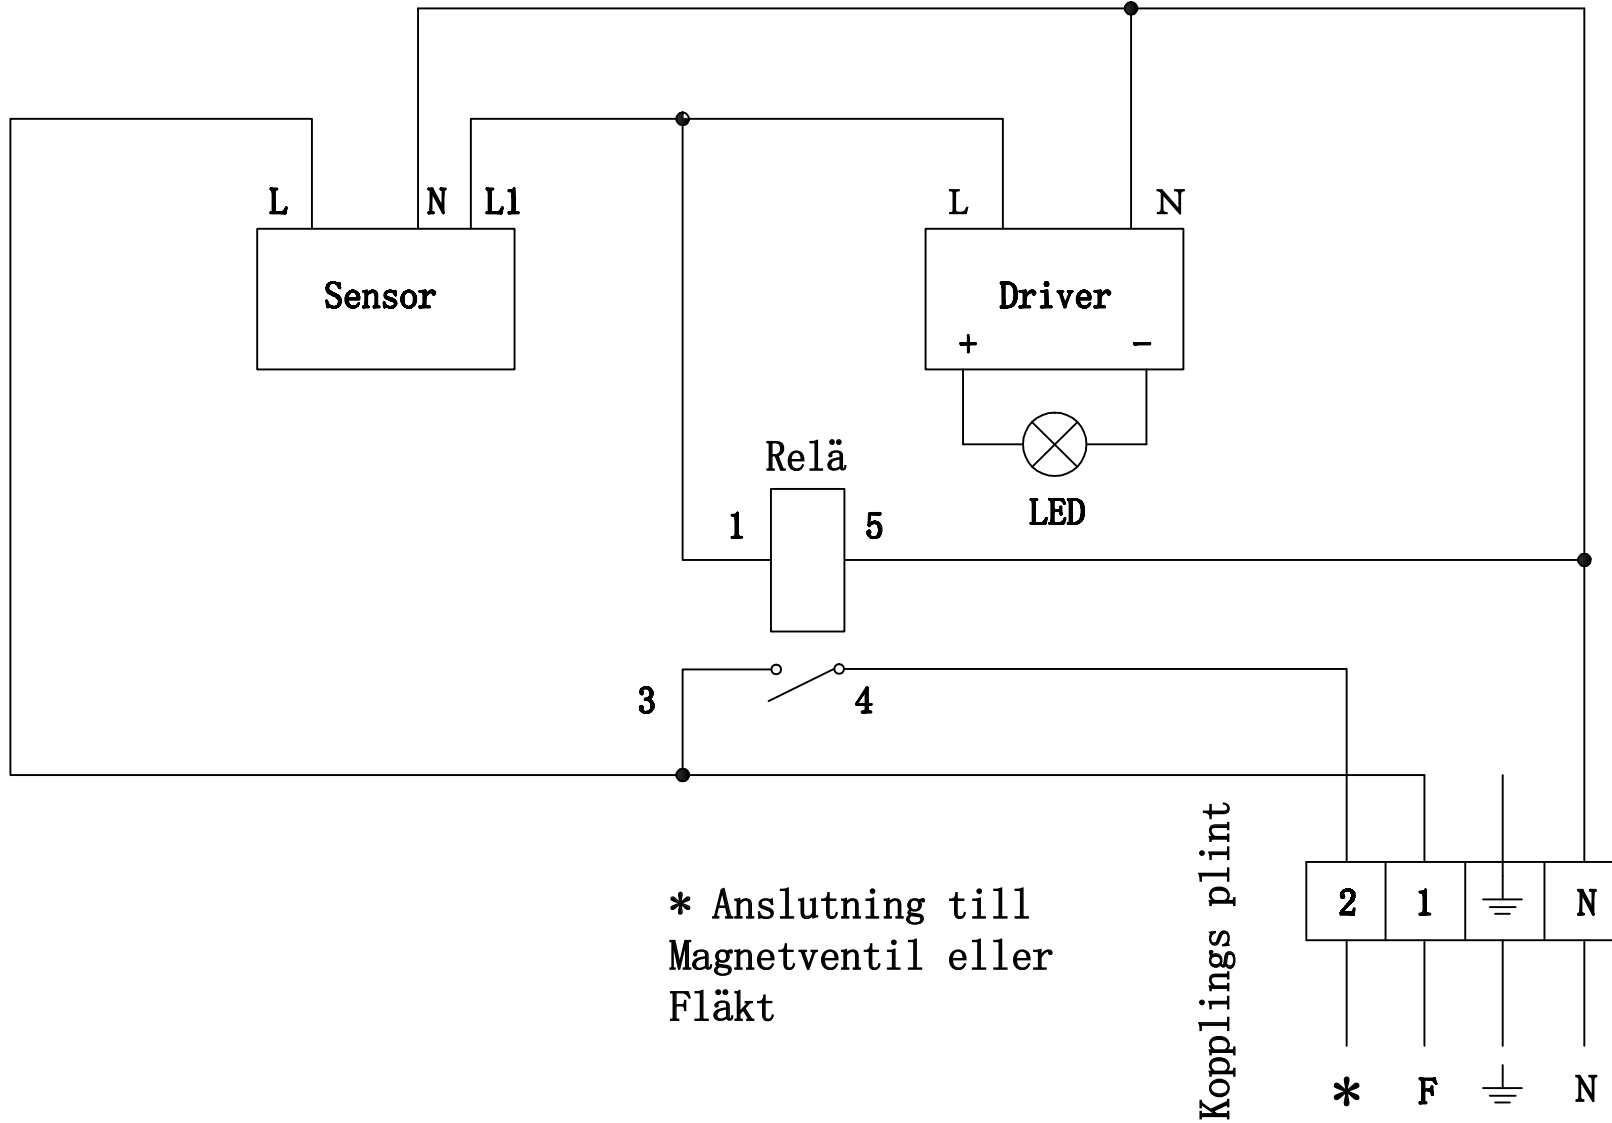 L N L1
L N
Sensor
Driver
+ -
Relä
1 5
LED
3 4
Kopplings plint
2 1 N
* Anslutning till
Magnetventil eller
Fläkt
* F N